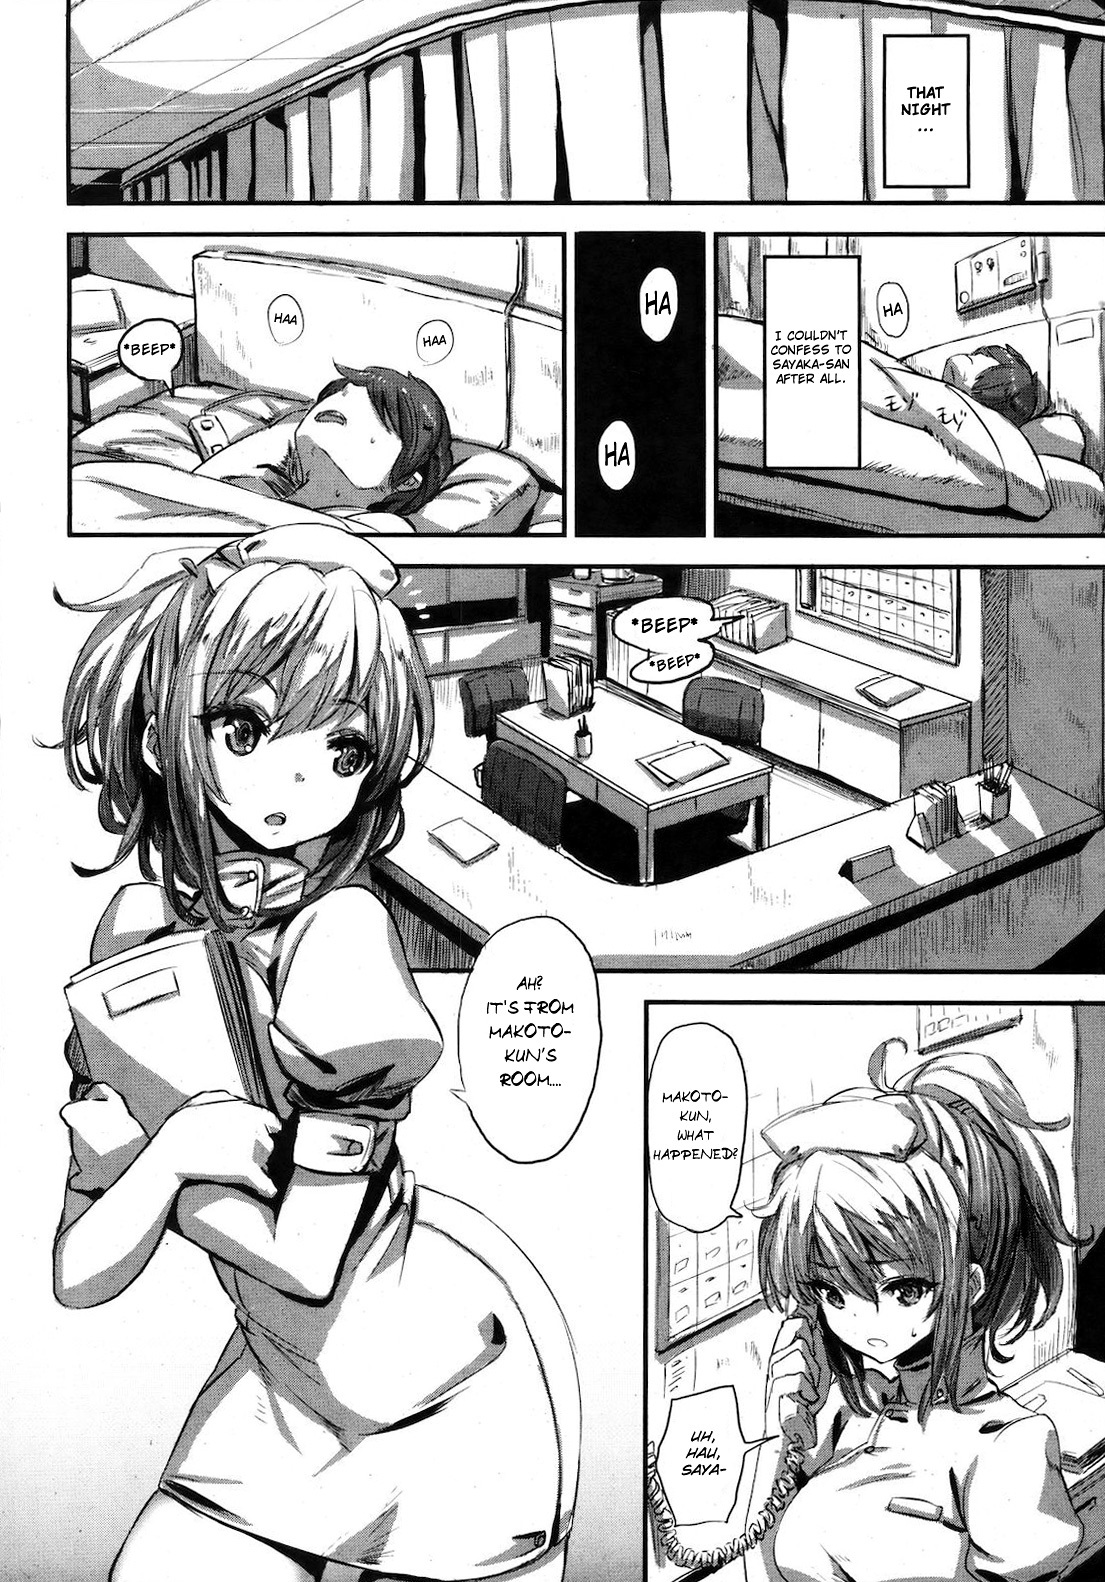 THAT
NIGHT
...
I COULDN'T
CONFESS TO
SAYAKA-SAN
AFTER ALL.
HA
モゾ
モゾ
HA
HA
HAA
HAA
*BEEP*
*BEEP*
*BEEP*
AH?
IT'S FROM
MAKOTO-
KUN'S
ROOM....
MAKOTO-
KUN,
WHAT
HAPPENED?
UH,
HAU,
SAYA-